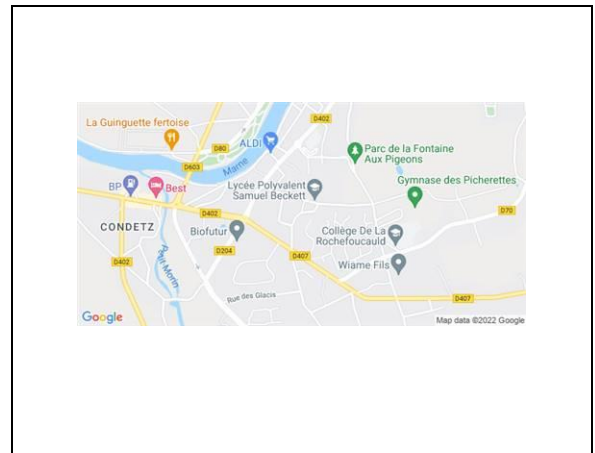 La Guinguette fertoise
D402
D80
ALDI
Marne
D603
Parc de la Fontaine
Aux Pigeons
Gymnase des Picherettes
BP
Best
Lycée Polyvalent
Samuel Beckett
D402
D70
CONDETZ
Biofutur
Collège De La
Rochefoucauld
D204
D407
Wiame Fils
D402
Petit Morin
Rue des Glacis
D407
Google
Map data ©2022 Google